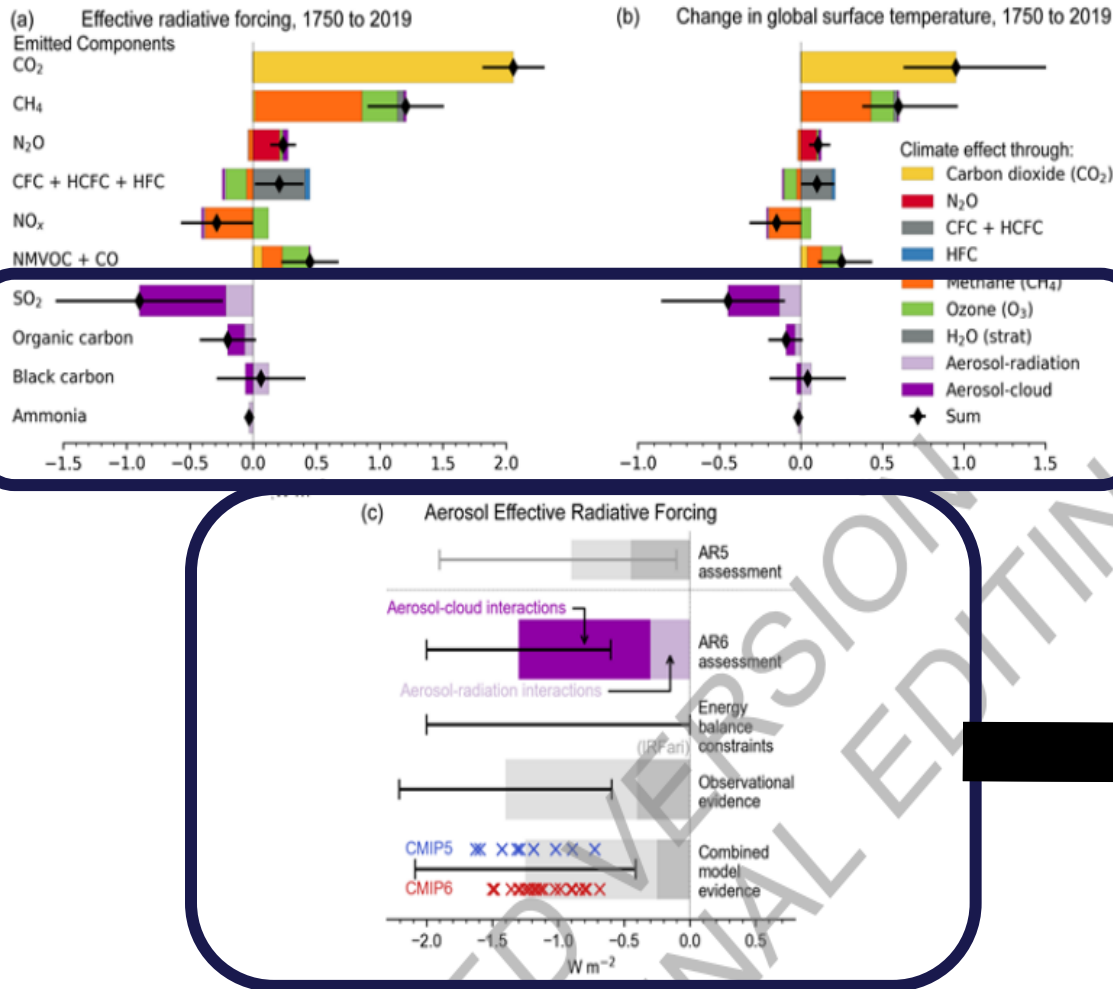 (a) Effective radiative forcing, 1750 to 2019
Emitted Components
CO₂
CH₄
N₂O
CFC + HCFC + HFC
NOₓ
NMVOC + CO
SO₂
Organic carbon
Black carbon
Ammonia
−1.5 −1.0 −0.5 0.0 0.5 1.0 1.5 2.0
(b) Change in global surface temperature, 1750 to 2019
Climate effect through:
Carbon dioxide (CO₂)
N₂O
CFC + HCFC
HFC
Methane (CH₄)
Ozone (O₃)
H₂O (strat)
Aerosol-radiation
Aerosol-cloud
Sum
−1.0 −0.5 0.0 0.5 1.0 1.5
(c) Aerosol Effective Radiative Forcing
AR5
assessment
Aerosol-cloud interactions
AR6
assessment
Aerosol-radiation interactions
Energy
balance
constraints
(IRFari)
Observational
evidence
CMIP5
Combined
model
evidence
CMIP6
−2.0 −1.5 −1.0 −0.5 0.0 0.5
W m⁻²
VERSION